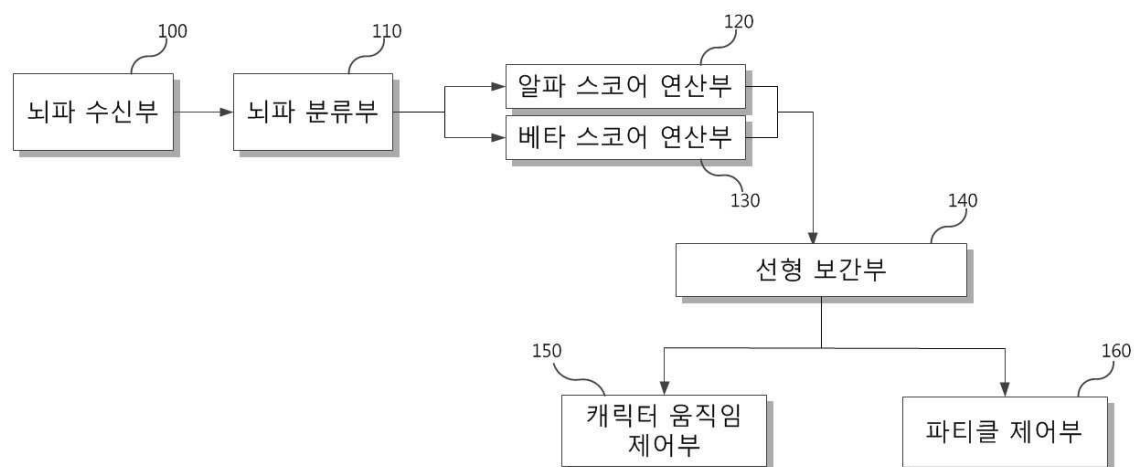 100
110
120
뇌파 수신부
뇌파 분류부
알파 스코어 연산부
베타 스코어 연산부
130
140
선형 보간부
150
160
캐릭터 움직임
제어부
파티클 제어부